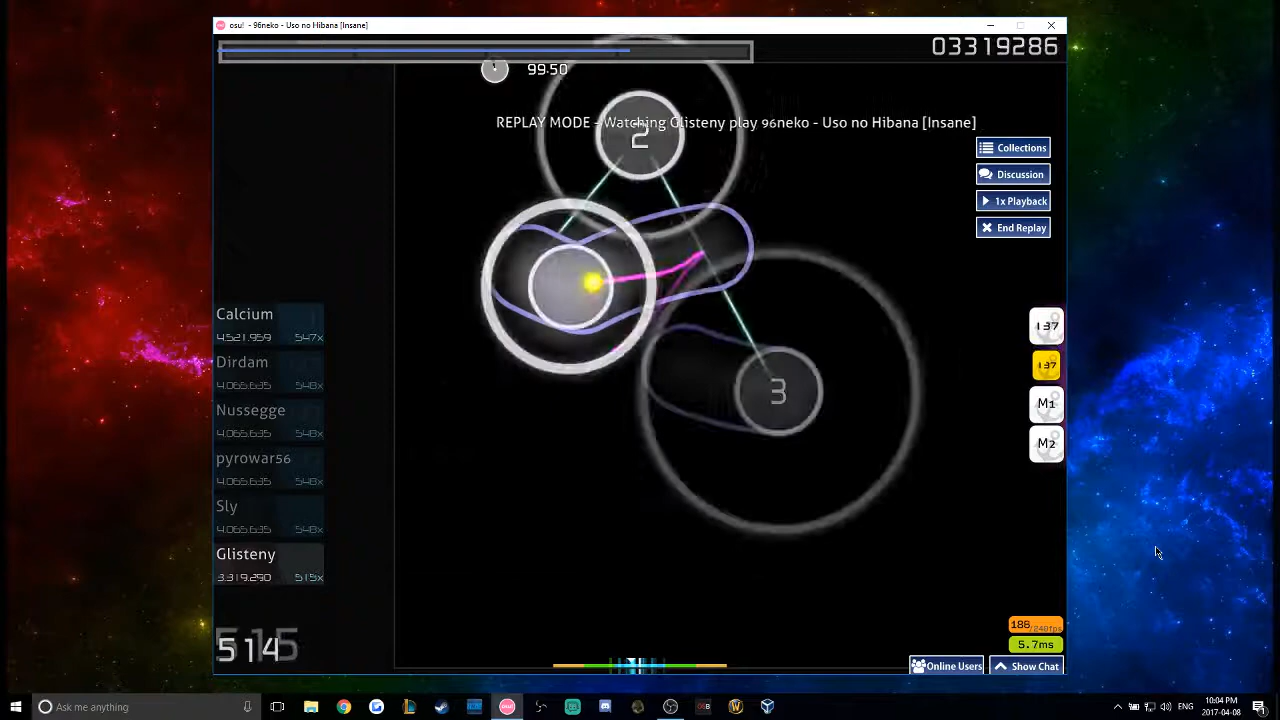 osu! - 96neko - Uso no Hibana [Insane]
03319286
99.50
REPLAY MODE - Watching Glisteny play 96neko - Uso no Hibana [Insane]
2
Collections
Discussion
1x Playback
End Replay
3
Calcium
4,521,959 547x
Dirdam
4,065,635 548x
Nussegge
4,065,635 548x
pyrowar56
4,065,635 548x
Sly
4,065,635 548x
Glisteny
3,319,290 515x
137
137
M1
M2
514
188/240fps
5.7ms
Online Users
Show Chat
Ask me anything
ENG
10:04 PM
2017-04-08